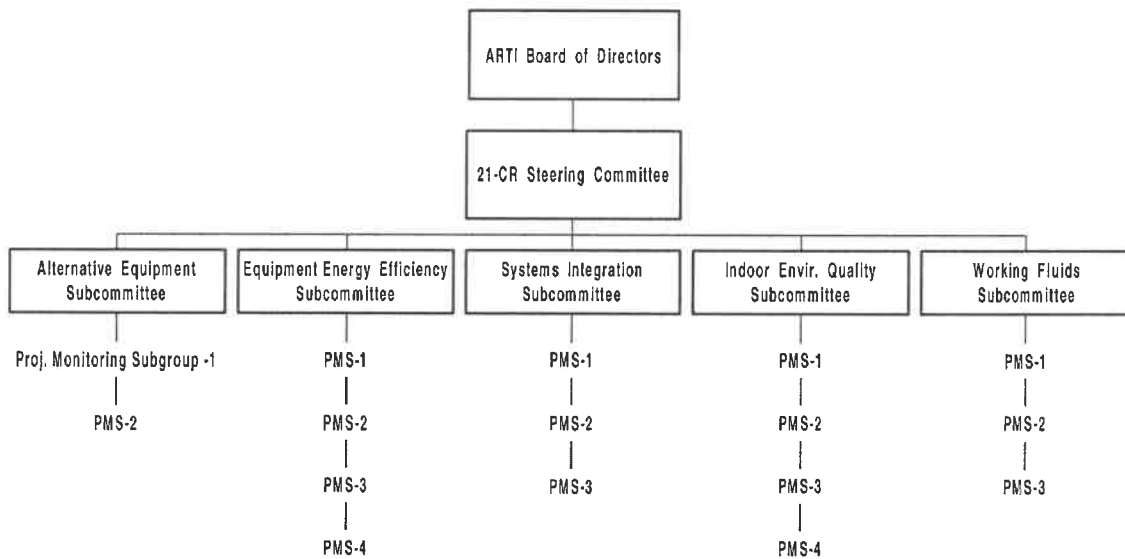 ARTI Board of Directors
21-CR Steering Committee
Alternative Equipment
Subcommittee
Equipment Energy Efficiency
Subcommittee
Systems Integration
Subcommittee
Indoor Envir. Quality
Subcommittee
Working Fluids
Subcommittee
Proj. Monitoring Subgroup -1
PMS-1
PMS-1
PMS-1
PMS-1
PMS-2
PMS-2
PMS-2
PMS-2
PMS-2
PMS-3
PMS-3
PMS-3
PMS-3
PMS-4
PMS-4